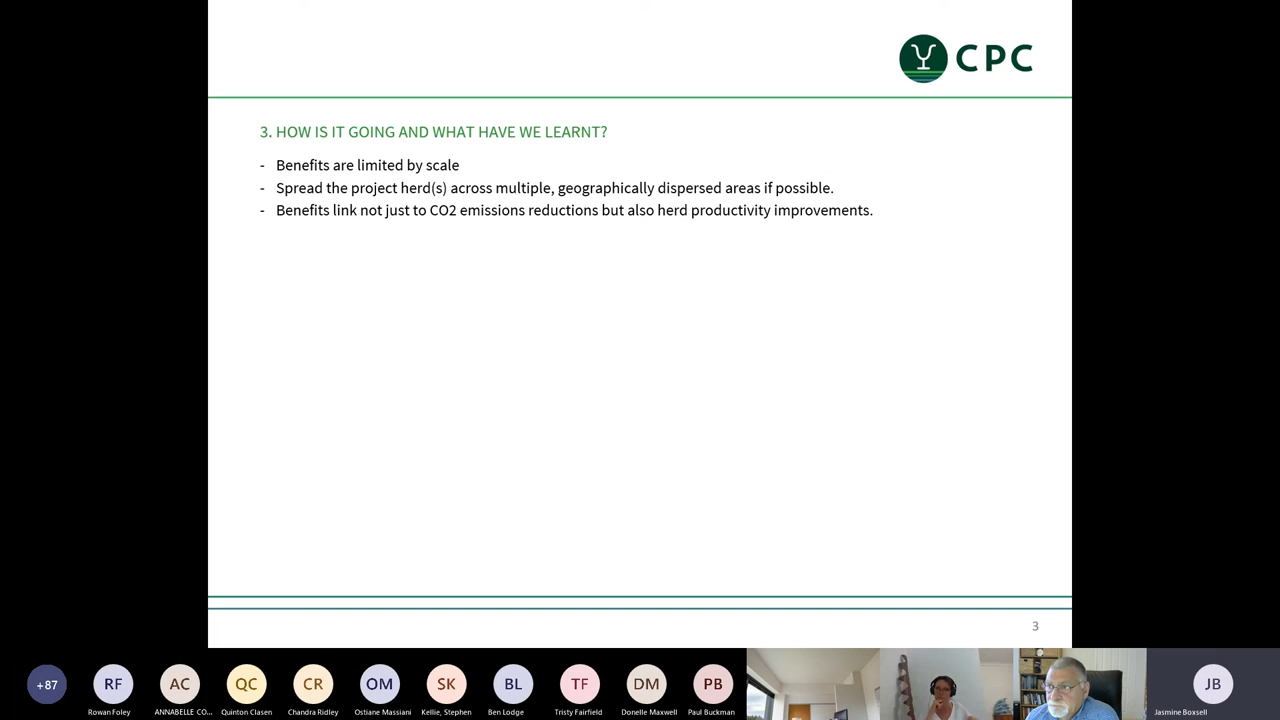 CPC
3. HOW IS IT GOING AND WHAT HAVE WE LEARNT?
- Benefits are limited by scale
- Spread the project herd(s) across multiple, geographically dispersed areas if possible.
- Benefits link not just to CO2 emissions reductions but also herd productivity improvements.
3
+87 RF AC QC CR OM SK BL TF DM PB JB
Rowan Foley ANNABELLE CO... Quinton Clasen Chandra Ridley Ostiane Massiani Kellie, Stephen Ben Lodge Tristy Fairfield Donelle Maxwell Paul Buckman Jasmine Boxsell